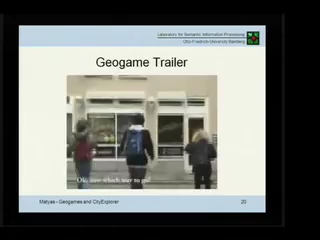 Laboratory for Semantic Information Processing
Otto-Friedrich-University Bamberg
Geogame Trailer
Ok, now which way to go?
Matyas - Geogames and CityExplorer
20